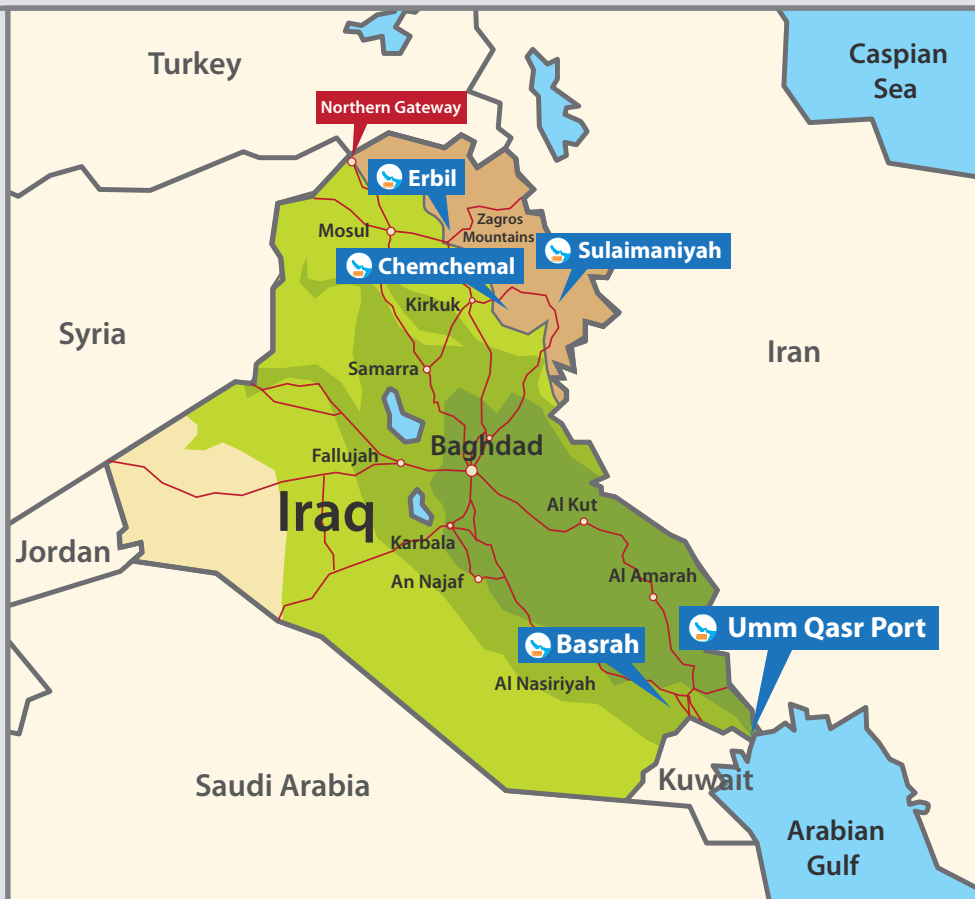 Turkey
Caspian
Sea
Northern Gateway
Erbil
Zagros
Mountains
Mosul
Sulaimaniyah
Chemchemal
Kirkuk
Syria
Iran
Samarra
Baghdad
Fallujah
Iraq
Al Kut
Karbala
Jordan
An Najaf
Al Amarah
Umm Qasr Port
Basrah
Al Nasiriyah
Saudi Arabia
Kuwait
Arabian
Gulf